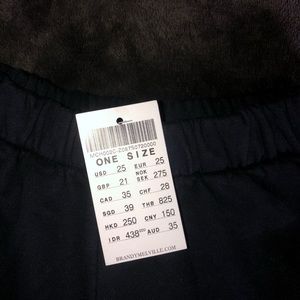 ONE SIZE
USD 25 EUR 25
GBP 21 NOK SEK 275
CAD 35 CHF 28
SGD 39 THB 825
HKD 250 CNY 150
IDR 438000 AUD 35
BRANDYMELVILLE.COM